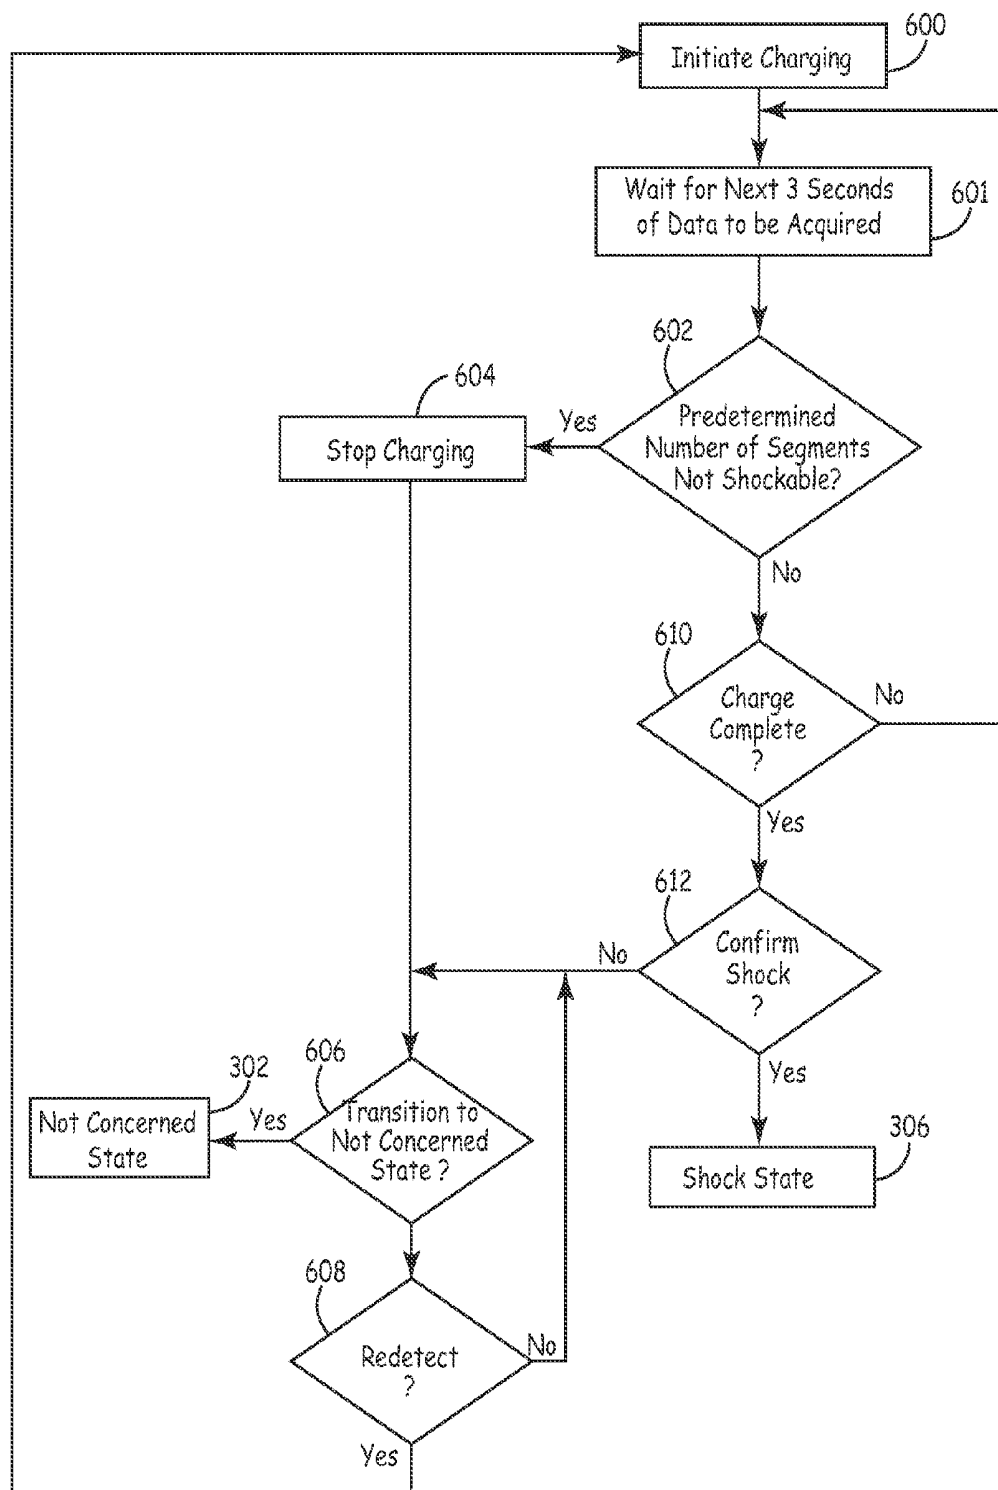 600
Initiate Charging
Wait for Next 3 Seconds
of Data to be Acquired
601
602
604
Yes
Predetermined
Number of Segments
Not Shockable?
Stop Charging
No
610
Charge
Complete
?
No
Yes
612
Confirm
Shock
?
No
Yes
606
302
Not Concerned
State
Yes
Transition to
Not Concerned
State ?
306
Shock State
608
Redetect
?
No
Yes